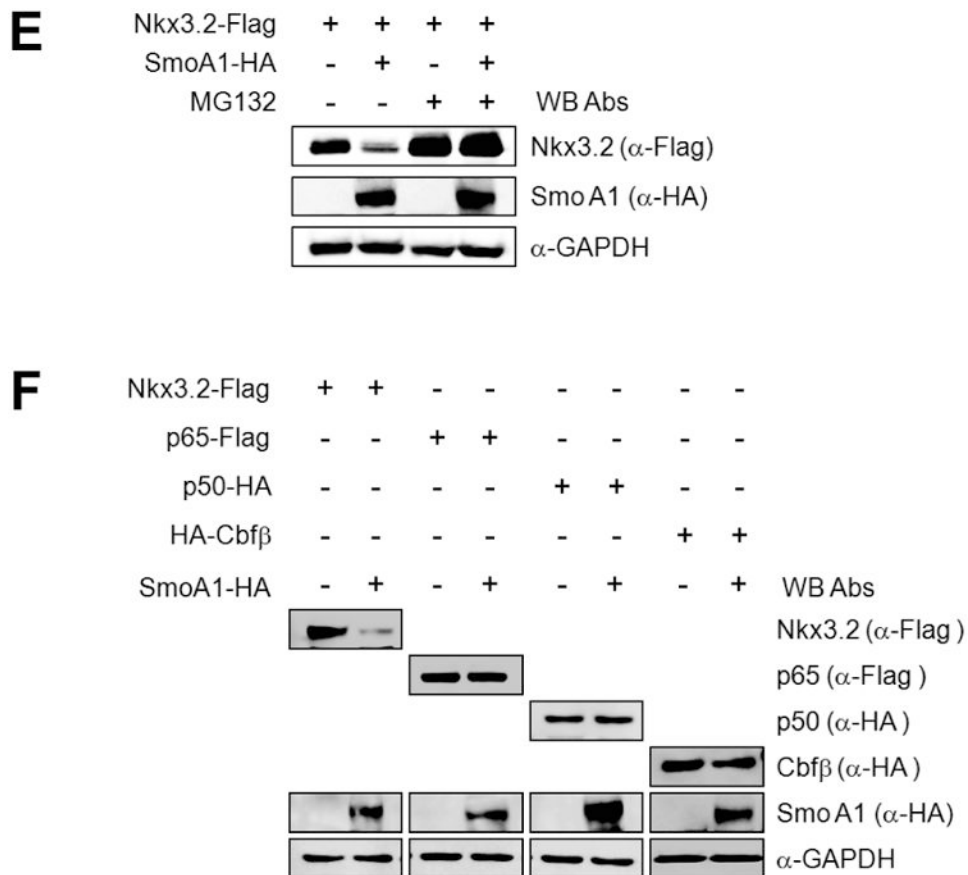 E
Nkx3.2-Flag + + + +
SmoA1-HA - + - +
MG132 - - + + WB Abs
Nkx3.2 (α-Flag)
Smo A1 (α-HA)
α-GAPDH
F
Nkx3.2-Flag + + - - - - - -
p65-Flag - - + + - - - -
p50-HA - - - - + + - -
HA-Cbfβ - - - - - - + +
SmoA1-HA - + - + - + - + WB Abs
Nkx3.2 (α-Flag )
p65 (α-Flag )
p50 (α-HA )
Cbfβ (α-HA )
Smo A1 (α-HA)
α-GAPDH